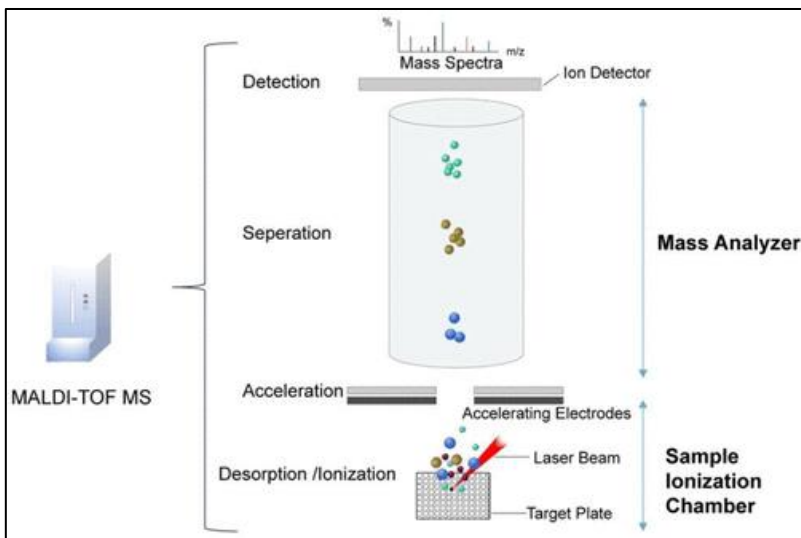 %
m/z
Mass Spectra
Detection
Ion Detector
Seperation
Mass Analyzer
MALDI-TOF MS
Acceleration
Accelerating Electrodes
Desorption /Ionization
Laser Beam
Target Plate
Sample
Ionization
Chamber